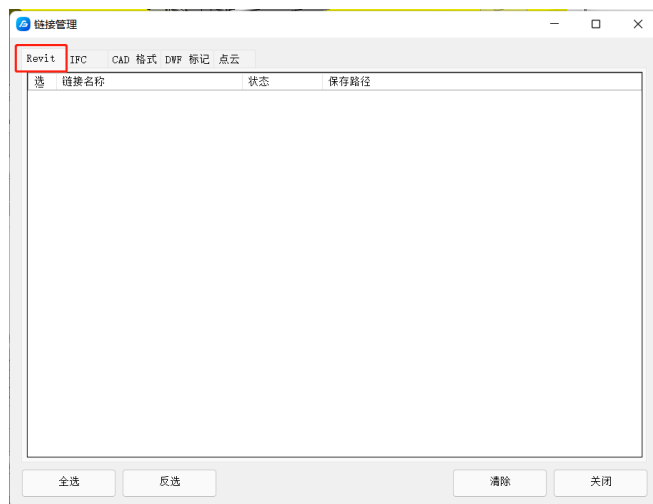 链接管理
Revit IFC CAD 格式 DWF 标记 点云
选 链接名称 状态 保存路径
全选 反选 清除 关闭